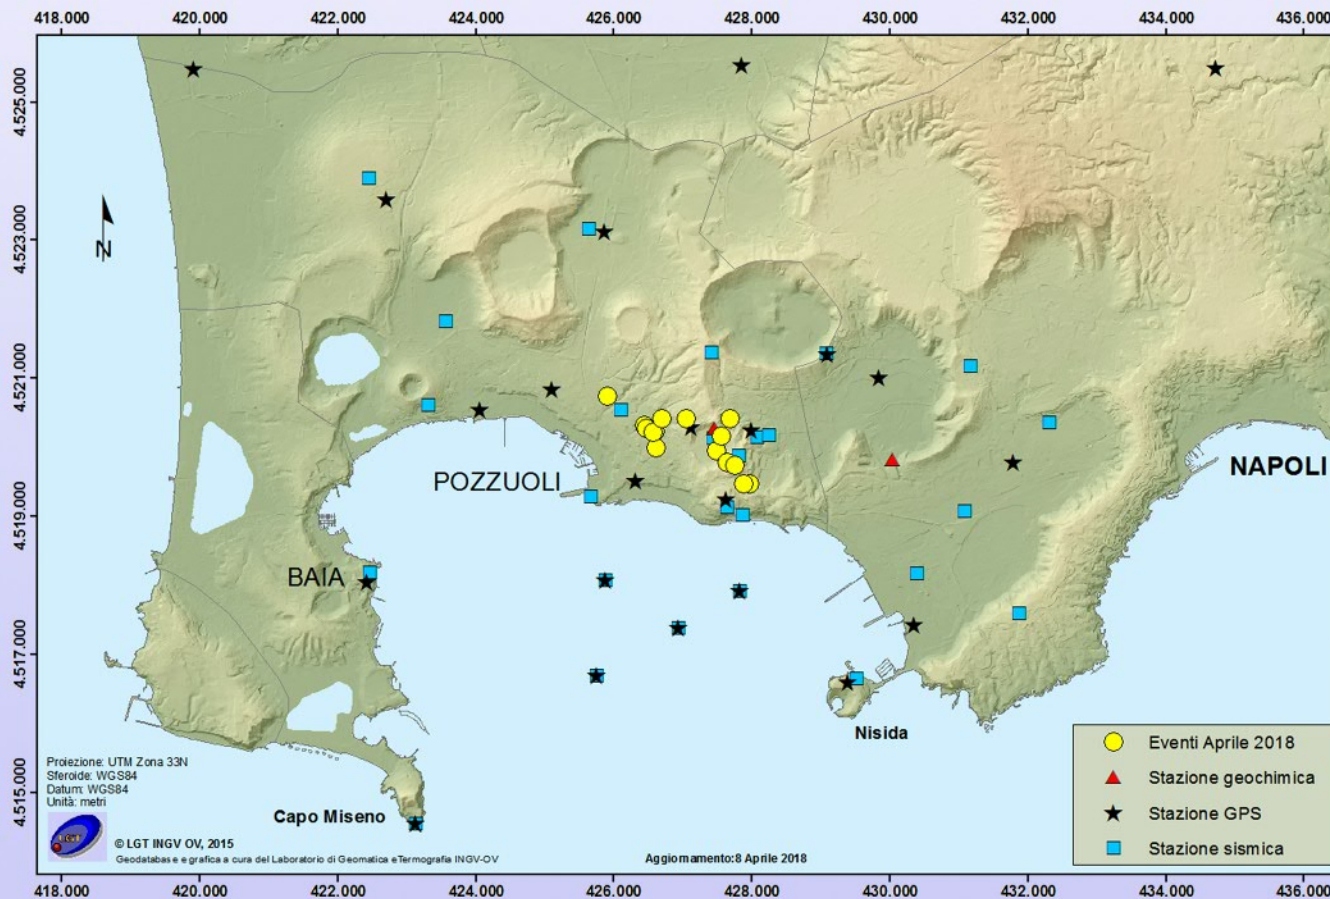 418.000 420.000 422.000 424.000 426.000 428.000 430.000 432.000 434.000 436.000
4.525.000
4.523.000
4.521.000
4.519.000
4.517.000
4.515.000
N
POZZUOLI
NAPOLI
BAIA
Nisida
Capo Miseno
Eventi Aprile 2018
Stazione geochimica
Stazione GPS
Stazione sismica
Proiezione: UTM Zona 33N
Sferoide: WGS84
Datum: WGS84
Unità: metri
© LGT INGV OV, 2015
Geodatabase e grafica a cura del Laboratorio di Geomatica e Termografia INGV-OV
Aggiornamento:8 Aprile 2018
418.000 420.000 422.000 424.000 426.000 428.000 430.000 432.000 434.000 436.000